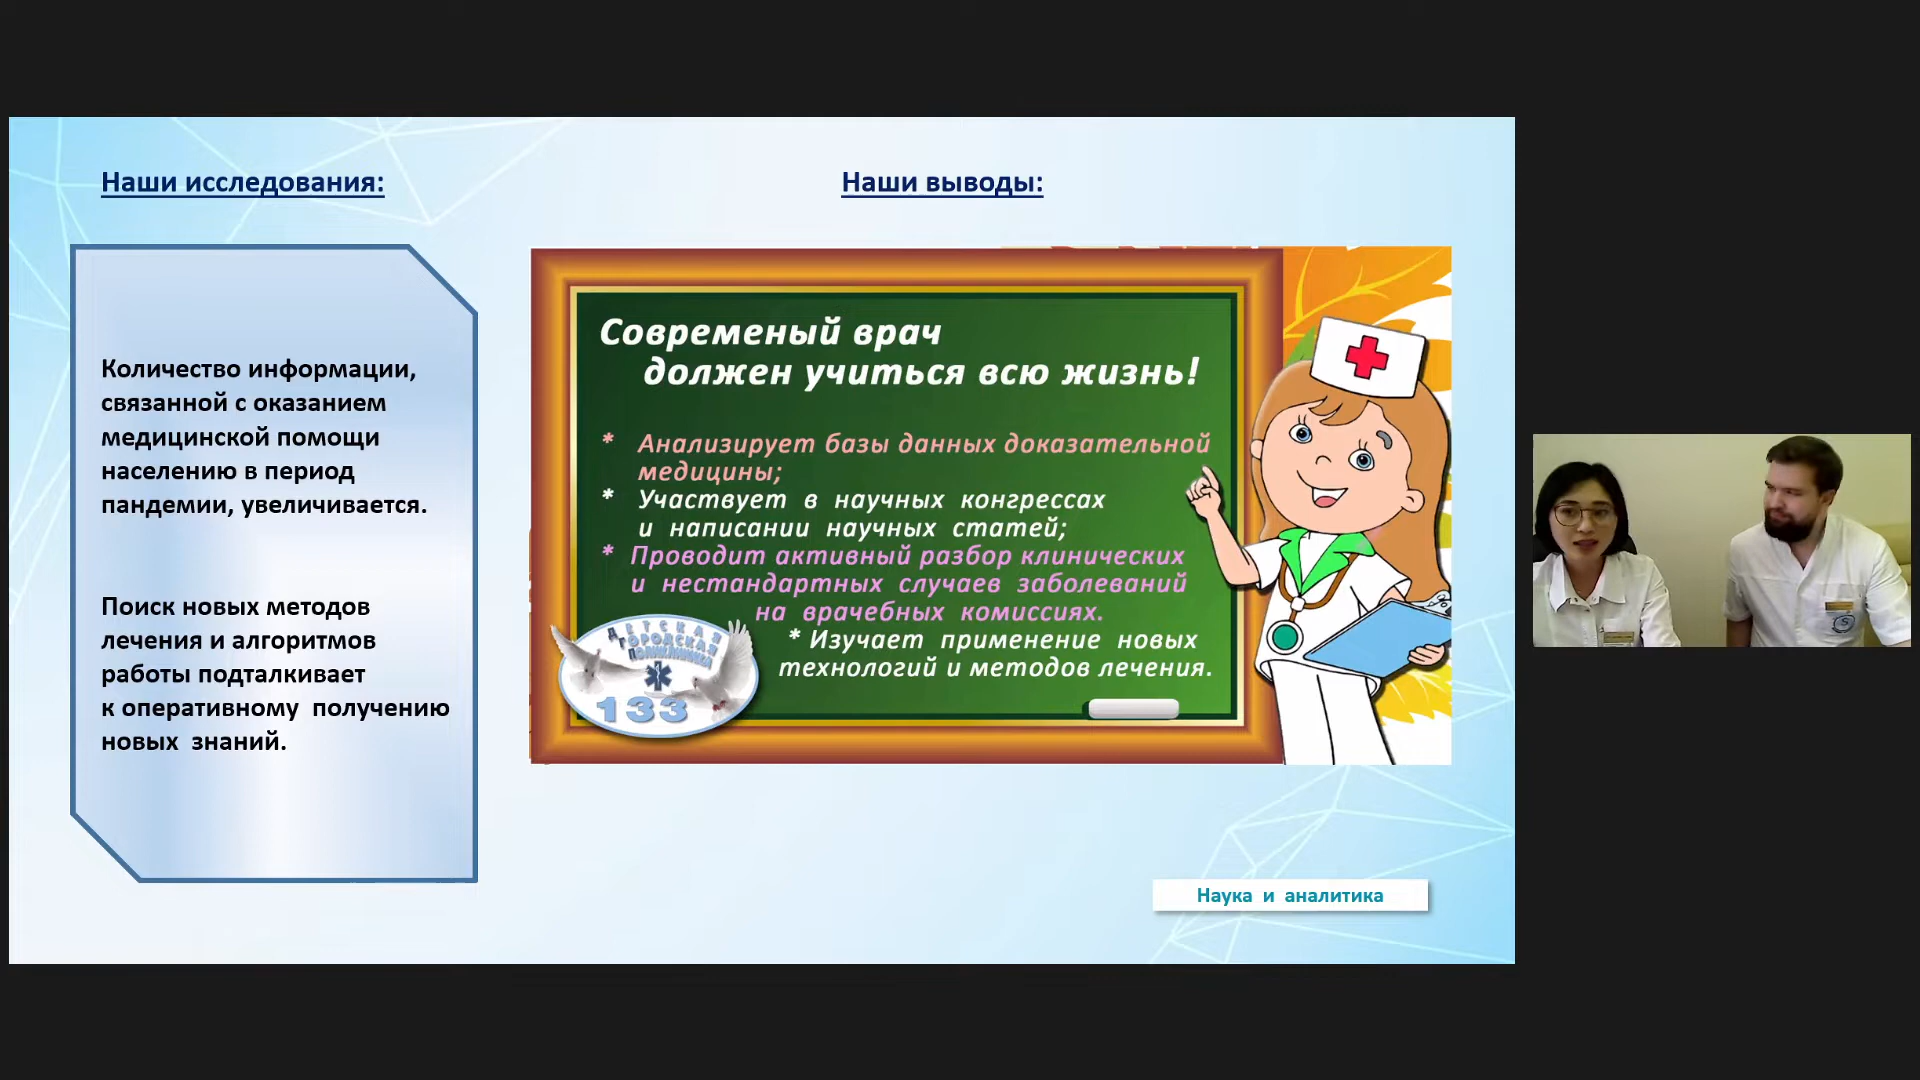 Наши исследования:
Количество информации,
связанной с оказанием
медицинской помощи
населению в период
пандемии, увеличивается.
Поиск новых методов
лечения и алгоритмов
работы подталкивает
к оперативному получению
новых знаний.
Наши выводы:
Современый врач
должен учиться всю жизнь!
* Анализирует базы данных доказательной
медицины;
* Участвует в научных конгрессах
и написании научных статей;
* Проводит активный разбор клинических
и нестандартных случаев заболеваний
на врачебных комиссиях.
* Изучает применение новых
технологий и методов лечения.
ДЕТСКАЯ
ГОРОДСКАЯ
ПОЛИКЛИНИКА
133
Наука и аналитика